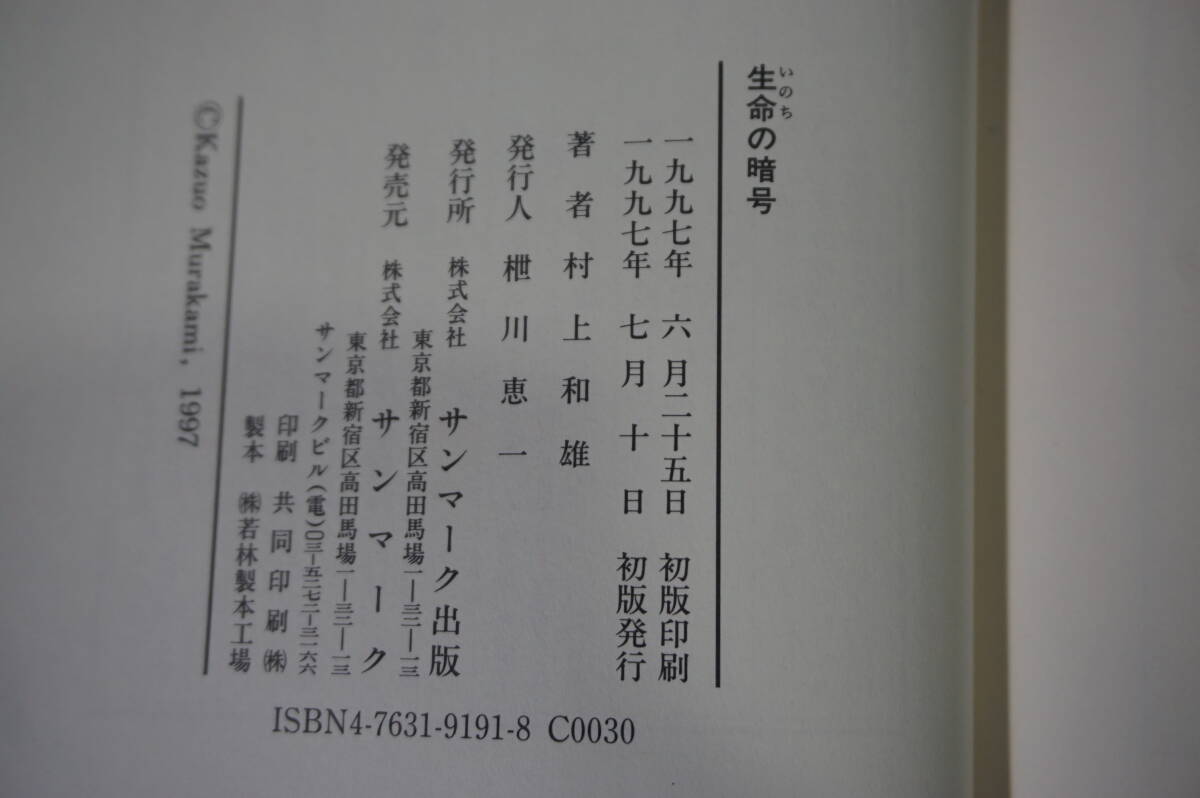 生命の暗号
いのち
一九九七年 六月二十五日 初版印刷
一九九七年 七月 十 日 初版発行
著 者 村 上 和 雄
発行人 枻 川 恵 一
発行所 株式会社 サンマーク出版
東京都新宿区高田馬場一―三二―一三
発売元 株式会社 サンマーク
東京都新宿区高田馬場一―三二―一三
サンマークビル(電)〇三―五二七二―三一六六
印刷 共同印刷㈱
製本 ㈱若林製本工場
©Kazuo Murakami, 1997
ISBN4-7631-9191-8 C0030